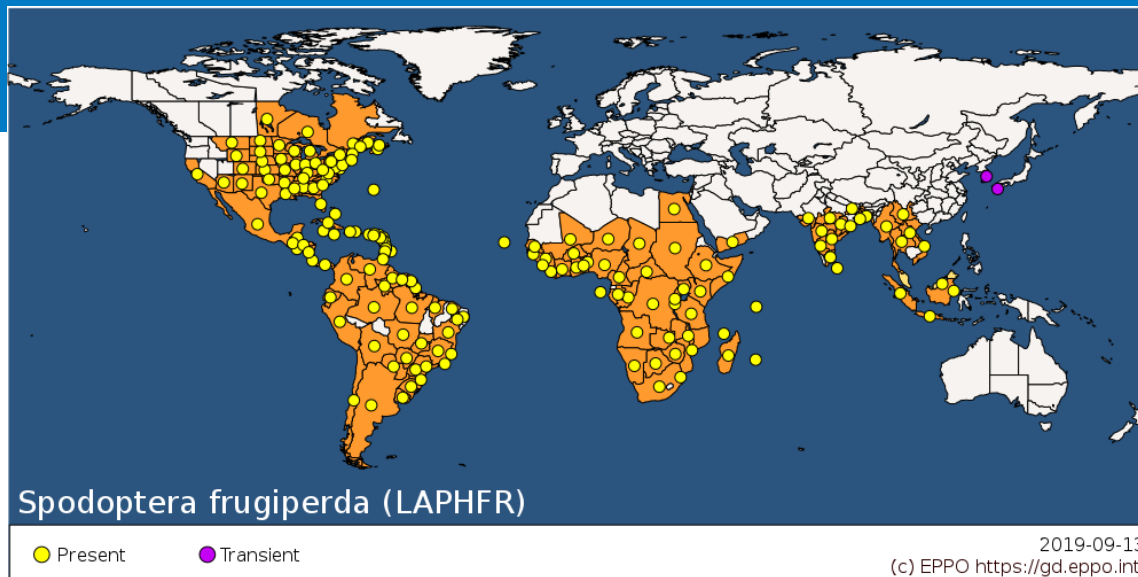 Spodoptera frugiperda (LAPHFR)
Present
Transient
2019-09-13
(c) EPPO https://gd.eppo.int